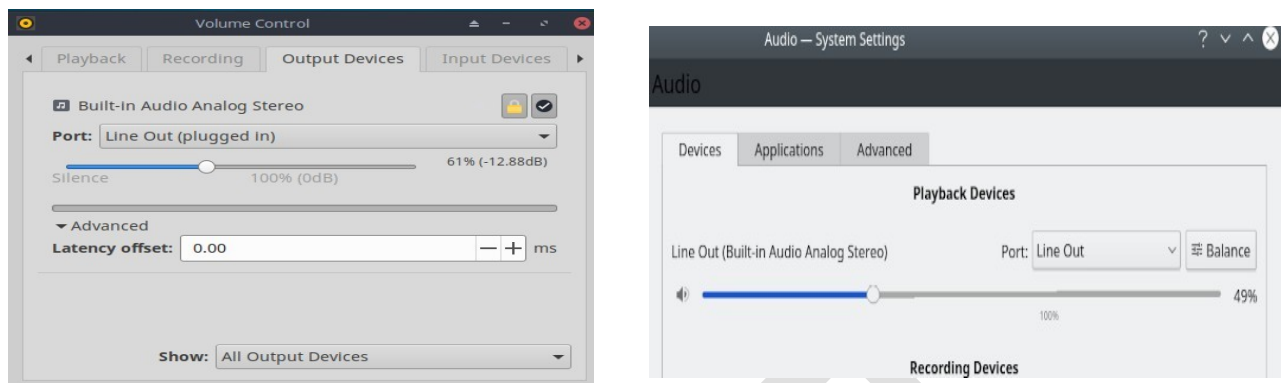 Volume Control
Playback Recording Output Devices Input Devices
Built-in Audio Analog Stereo
Port: Line Out (plugged in)
61% (-12.88dB)
Silence 100% (0dB)
Advanced
Latency offset: 0.00 ms
Show: All Output Devices
Audio — System Settings
Audio
Devices Applications Advanced
Playback Devices
Line Out (Built-in Audio Analog Stereo) Port: Line Out Balance
49%
100%
Recording Devices